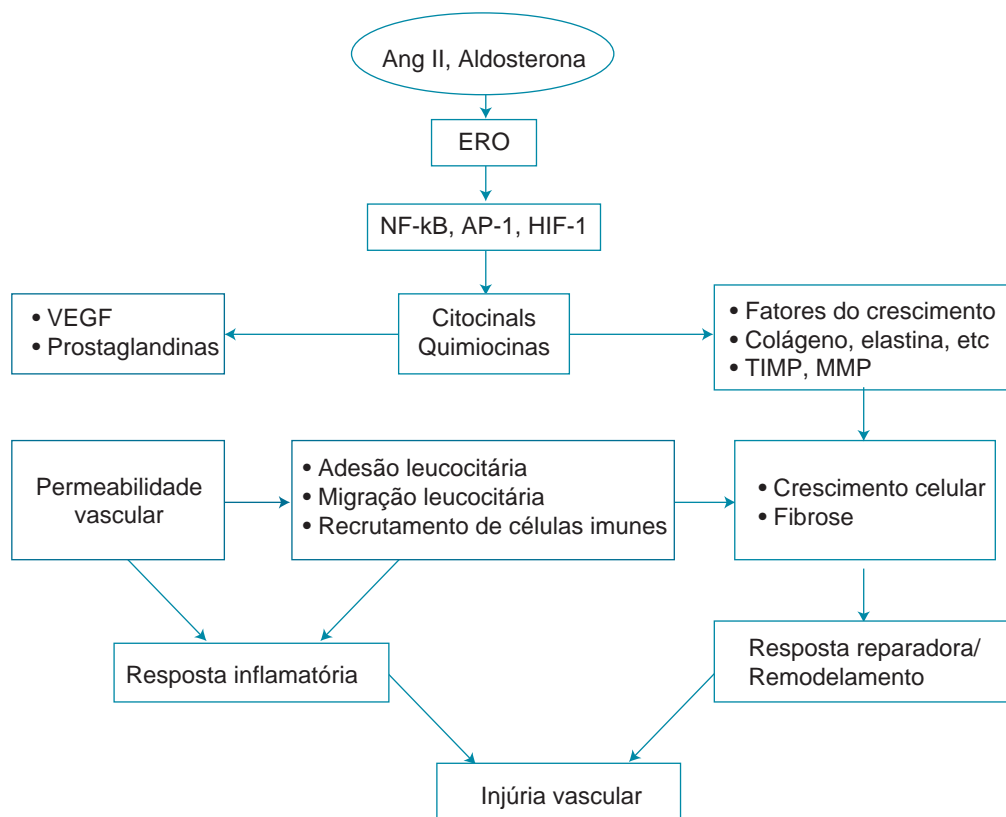 Ang II, Aldosterona
ERO
NF-kB, AP-1, HIF-1
• VEGF
• Prostaglandinas
Citocinals
Quimiocinas
• Fatores do crescimento
• Colágeno, elastina, etc
• TIMP, MMP
Permeabilidade
vascular
• Adesão leucocitária
• Migração leucocitária
• Recrutamento de células imunes
• Crescimento celular
• Fibrose
Resposta inflamatória
Resposta reparadora/
Remodelamento
Injúria vascular